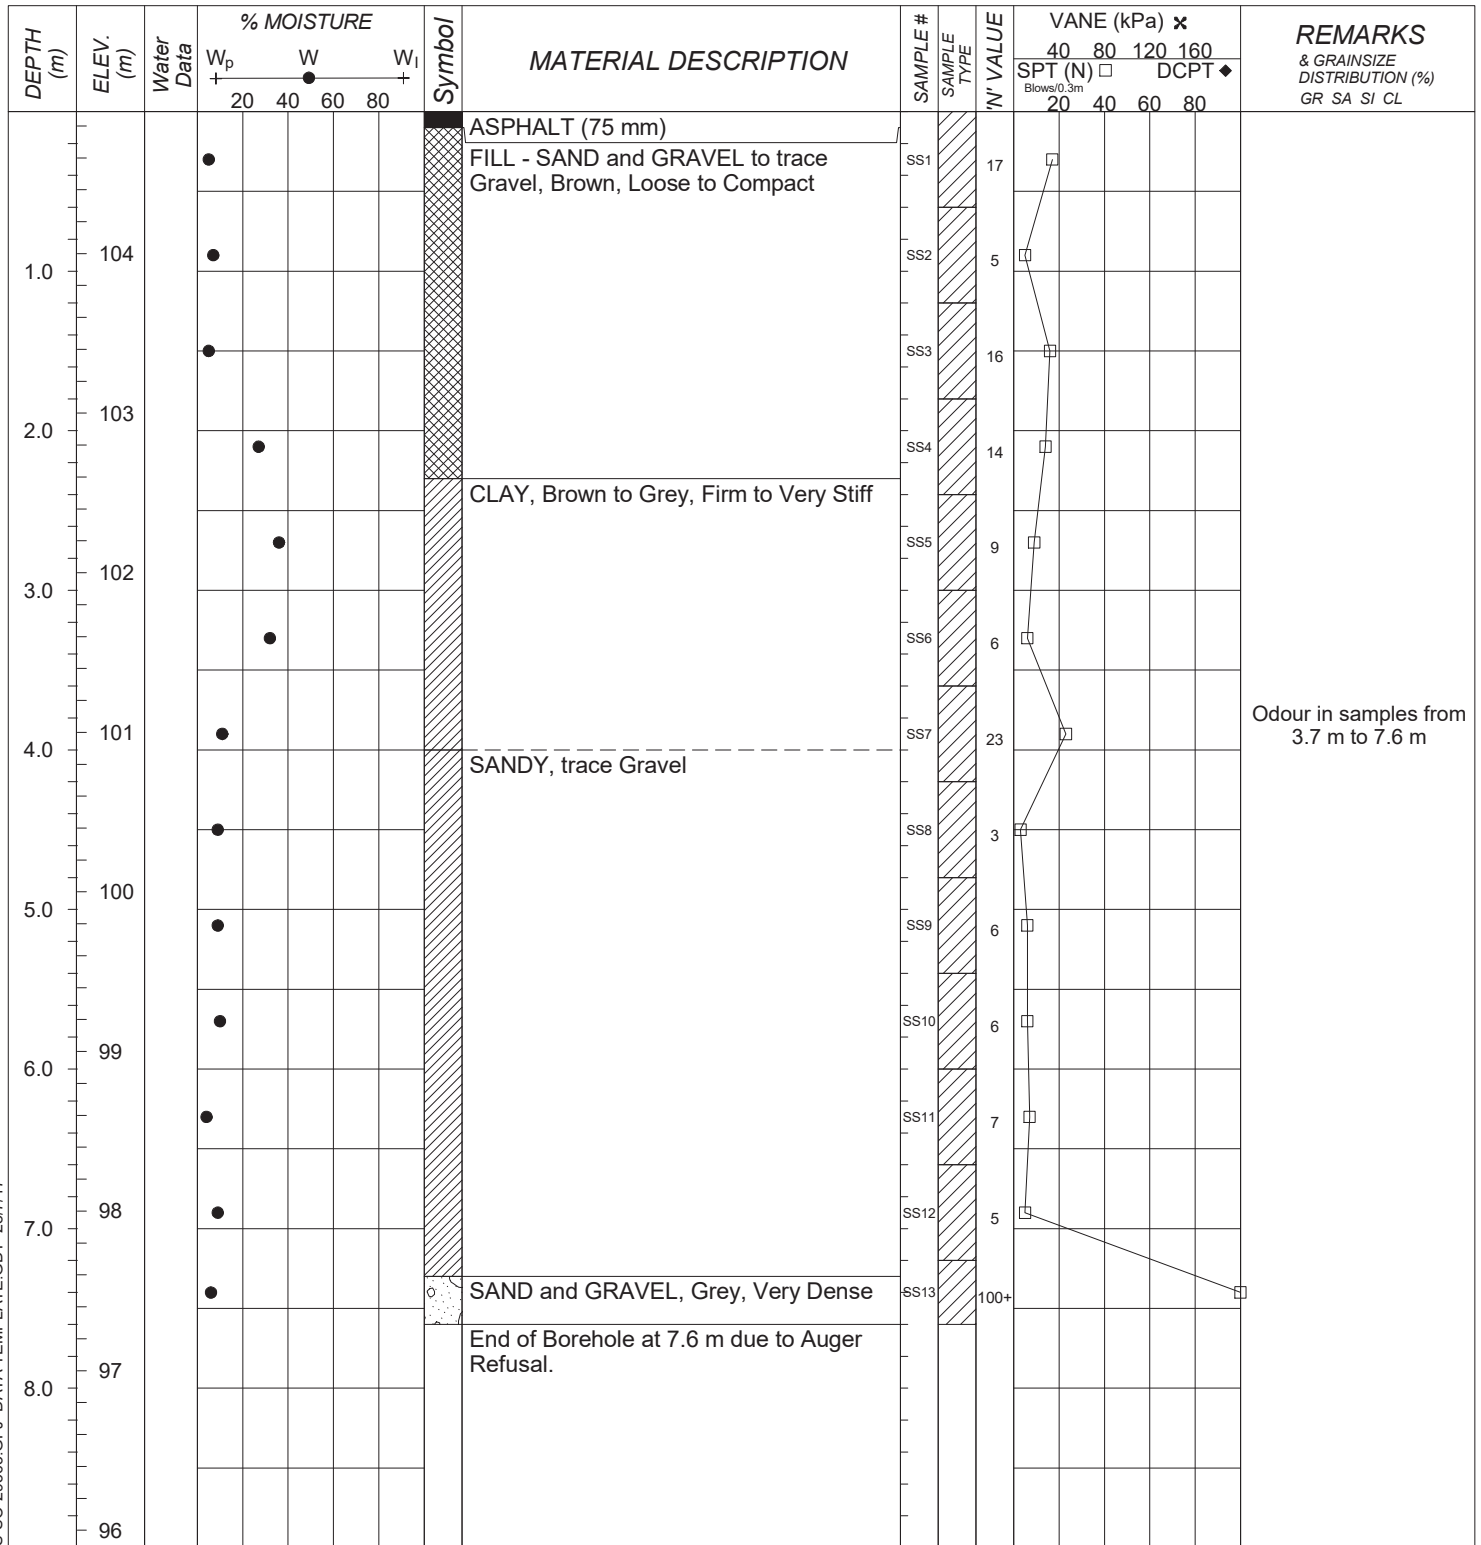 DEPTH (m)
ELEV. (m)
Water Data
% MOISTURE
Wp W Wl
20 40 60 80
Symbol
MATERIAL DESCRIPTION
SAMPLE #
SAMPLE TYPE
'N' VALUE
VANE (kPa)
40 80 120 160
SPT (N) DCPT
Blows/0.3m
20 40 60 80
REMARKS
& GRAINSIZE
DISTRIBUTION (%)
GR SA SI CL
ASPHALT (75 mm)
FILL - SAND and GRAVEL to trace
Gravel, Brown, Loose to Compact
SS1 17
104 SS2 5
1.0
SS3 16
103
2.0
SS4 14
CLAY, Brown to Grey, Firm to Very Stiff
SS5 9
102
3.0
SS6 6
Odour in samples from
3.7 m to 7.6 m
101 SS7 23
4.0
SANDY, trace Gravel
SS8 3
100
5.0
SS9 6
SS10 6
99
6.0
SS11 7
98 SS12 5
7.0
SAND and GRAVEL, Grey, Very Dense
SS13 100+
End of Borehole at 7.6 m due to Auger
Refusal.
97
8.0
96